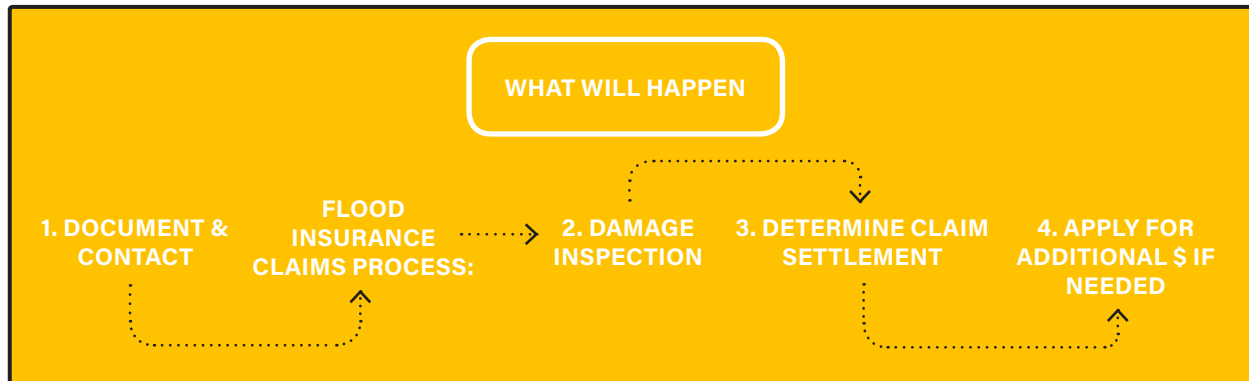 WHAT WILL HAPPEN
1. DOCUMENT &
CONTACT
FLOOD
INSURANCE
CLAIMS PROCESS:
2. DAMAGE
INSPECTION
3. DETERMINE CLAIM
SETTLEMENT
4. APPLY FOR
ADDITIONAL $ IF
NEEDED